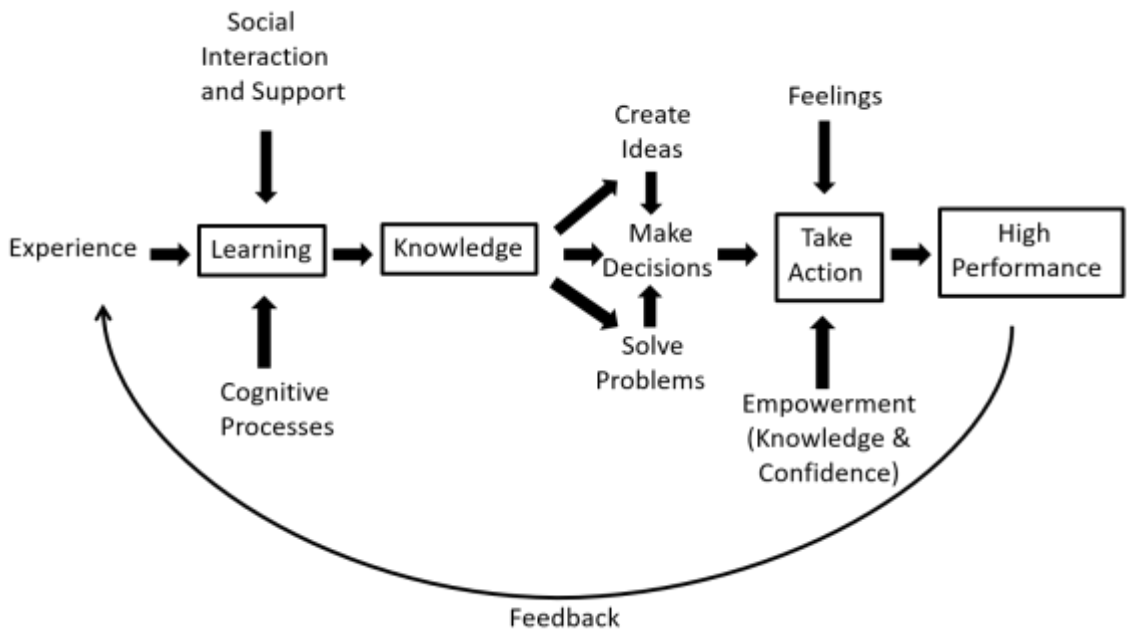 Social
Interaction
and Support
Create
Ideas
Feelings
Experience
Learning
Knowledge
Make
Decisions
Take
Action
High
Performance
Cognitive
Processes
Solve
Problems
Empowerment
(Knowledge &
Confidence)
Feedback